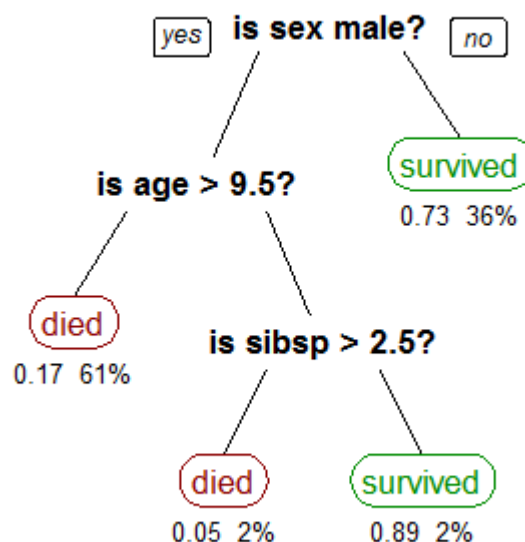 yes is sex male? no
survived
0.73 36%
is age > 9.5?
died
0.17 61%
is sibsp > 2.5?
died survived
0.05 2% 0.89 2%